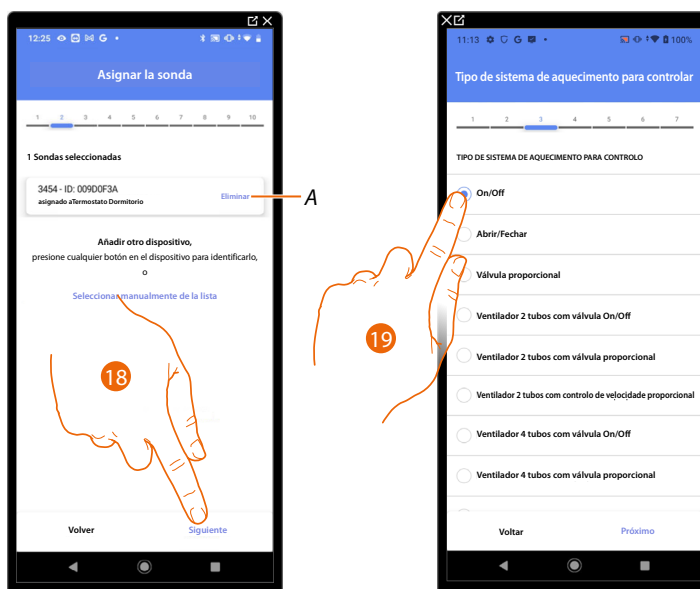 12:25 G •
Asignar la sonda
1 2 3 4 5 6 7 8 9 10
1 Sondas seleccionadas
3454 - ID: 009D0F3A
asignado aTermostato Dormitorio
Eliminar
A
Añadir otro dispositivo,
presione cualquier botón en el dispositivo para identificarlo,
o
Seleccionar manualmente de la lista
18
Volver Siguiente
11:13 G G •
100%
Tipo de sistema de aquecimento para controlar
1 2 3 4 5 6 7
TIPO DE SISTEMA DE AQUECIMENTO PARA CONTROLO
On/Off
Abrir/Fechar
Válvula proporcional
Ventilador 2 tubos com válvula On/Off
19
Ventilador 2 tubos com válvula proporcional
Ventilador 2 tubos com controlo de velocidade proporcional
Ventilador 4 tubos com válvula On/Off
Ventilador 4 tubos com válvula proporcional
Voltar Próximo